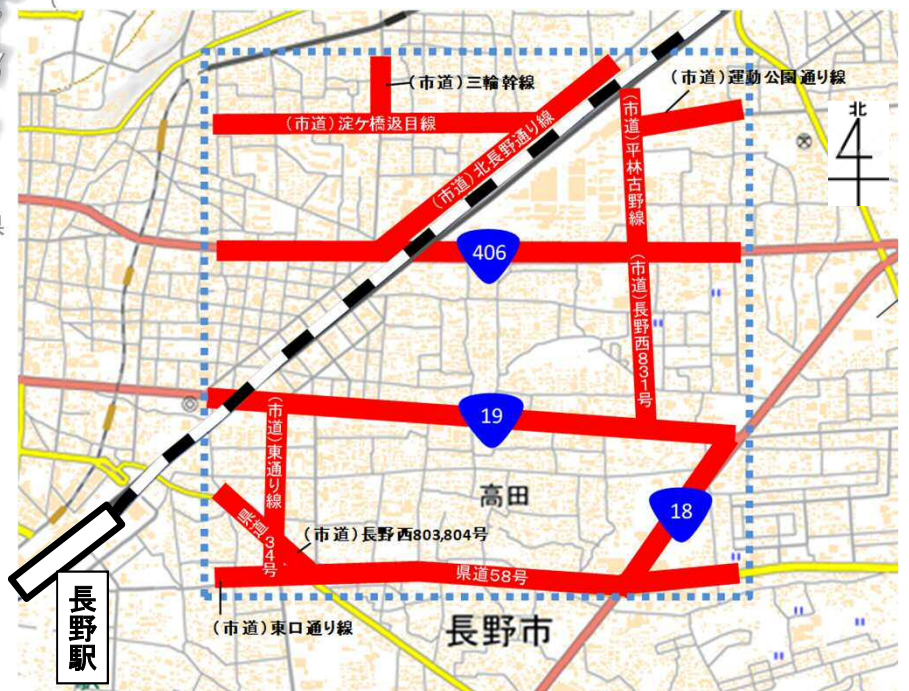 (市道)三輪幹線
(市道)運動公園通り線
(市道)淀ケ橋返目線
(市道)北長野通り線
(市道)平林古野線
北
406
(市道)長野西831号
19
(市道)東通り線
高田
18
県道34号
(市道)長野西803,804号
県道58号
(市道)東口通り線
長野市
長野駅